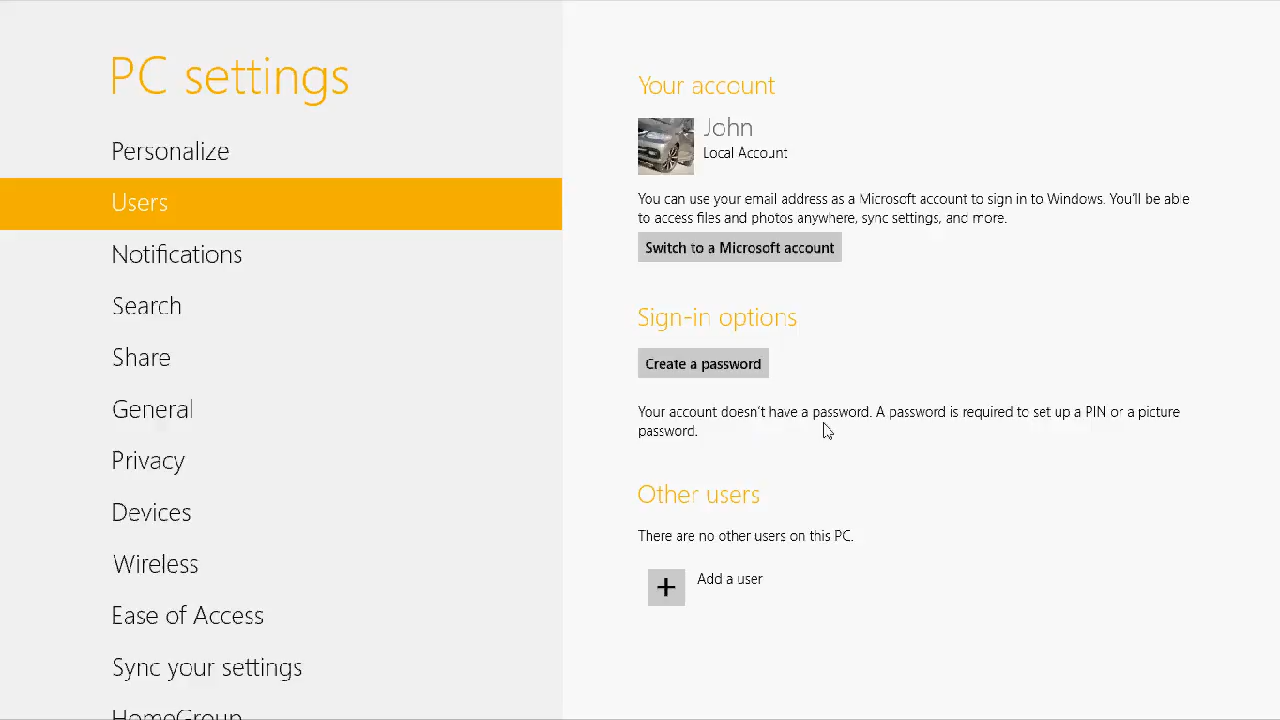 PC settings
Personalize
Users
Notifications
Search
Share
General
Privacy
Devices
Wireless
Ease of Access
Sync your settings
HomeGroup
Your account
John
Local Account
You can use your email address as a Microsoft account to sign in to Windows. You'll be able
to access files and photos anywhere, sync settings, and more.
Switch to a Microsoft account
Sign-in options
Create a password
Your account doesn't have a password. A password is required to set up a PIN or a picture
password.
Other users
There are no other users on this PC.
Add a user